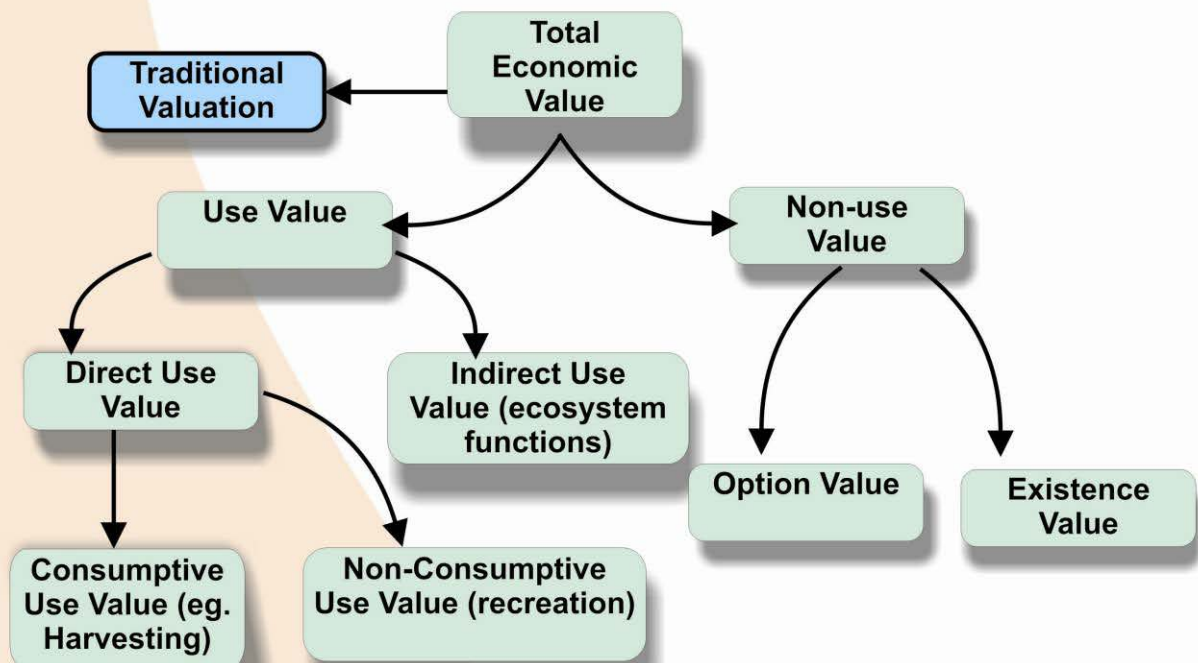 Total
Economic
Value
Traditional
Valuation
Use Value
Non-use
Value
Direct Use
Value
Indirect Use
Value (ecosystem
functions)
Option Value
Existence
Value
Consumptive
Use Value (eg.
Harvesting)
Non-Consumptive
Use Value (recreation)